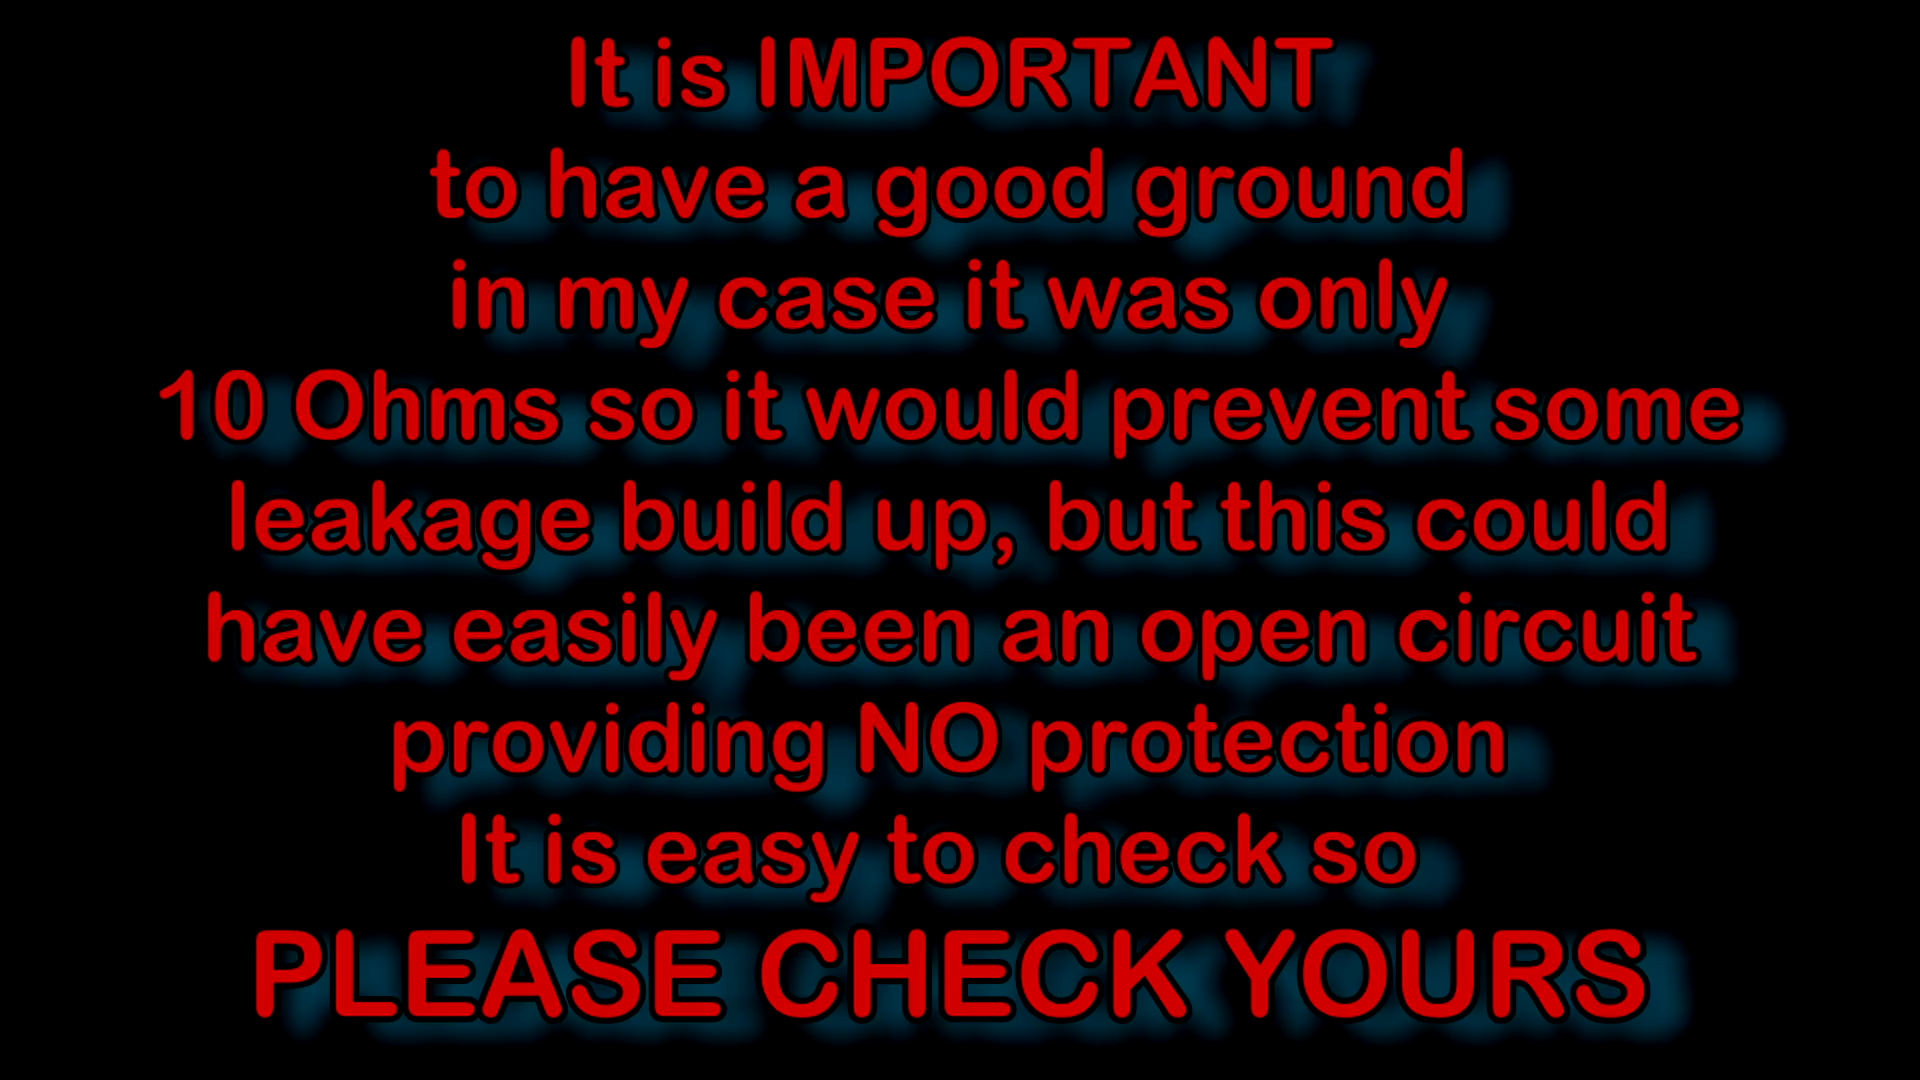 It is IMPORTANT
to have a good ground
in my case it was only
10 Ohms so it would prevent some
leakage build up, but this could
have easily been an open circuit
providing NO protection
It is easy to check so
PLEASE CHECK YOURS